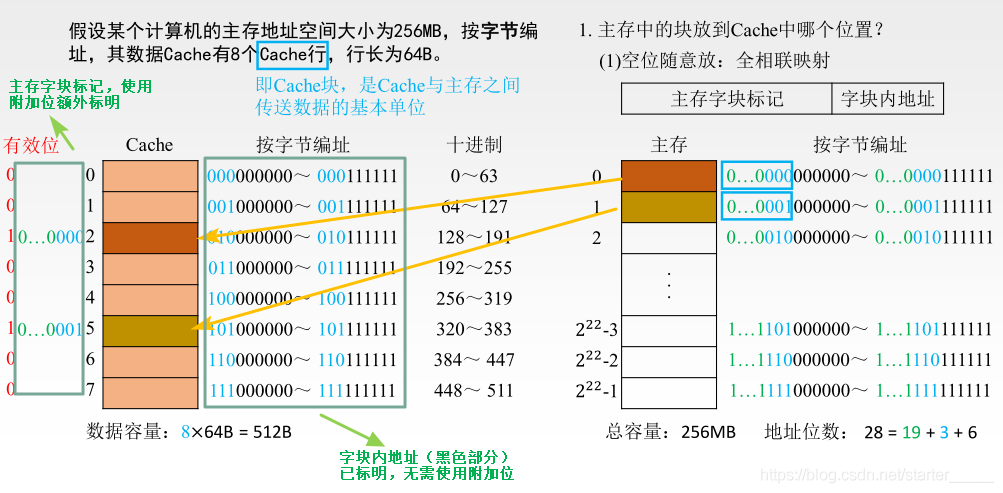 假设某个计算机的主存地址空间大小为256MB，按字节编
址，其数据Cache有8个Cache行，行长为64B。
即Cache块，是Cache与主存之间
传送数据的基本单位
主存字块标记，使用
附加位额外标明
1. 主存中的块放到Cache中哪个位置？
(1)空位随意放：全相联映射
主存字块标记 字块内地址
有效位 Cache 按字节编址 十进制
0 0 000000000～ 000111111 0～63
0 1 001000000～ 001111111 64～127
1 0…0000 2 010000000～ 010111111 128～191
0 3 011000000～ 011111111 192～255
0 4 100000000～ 100111111 256～319
1 0…0001 5 101000000～ 101111111 320～383
0 6 110000000～ 110111111 384～447
0 7 111000000～ 111111111 448～511
数据容量：8×64B = 512B
字块内地址（黑色部分）
已标明，无需使用附加位
主存 按字节编址
0 0…0000000000～ 0…0000111111
1 0…0001000000～ 0…0001111111
2 0…0010000000～ 0…0010111111
⋮
2²²-3 1…1101000000～ 1…1101111111
2²²-2 1…1110000000～ 1…1110111111
2²²-1 1…1111000000～ 1…1111111111
总容量：256MB 地址位数： 28 = 19 + 3 + 6
https://blog.csdn.net/starter_____